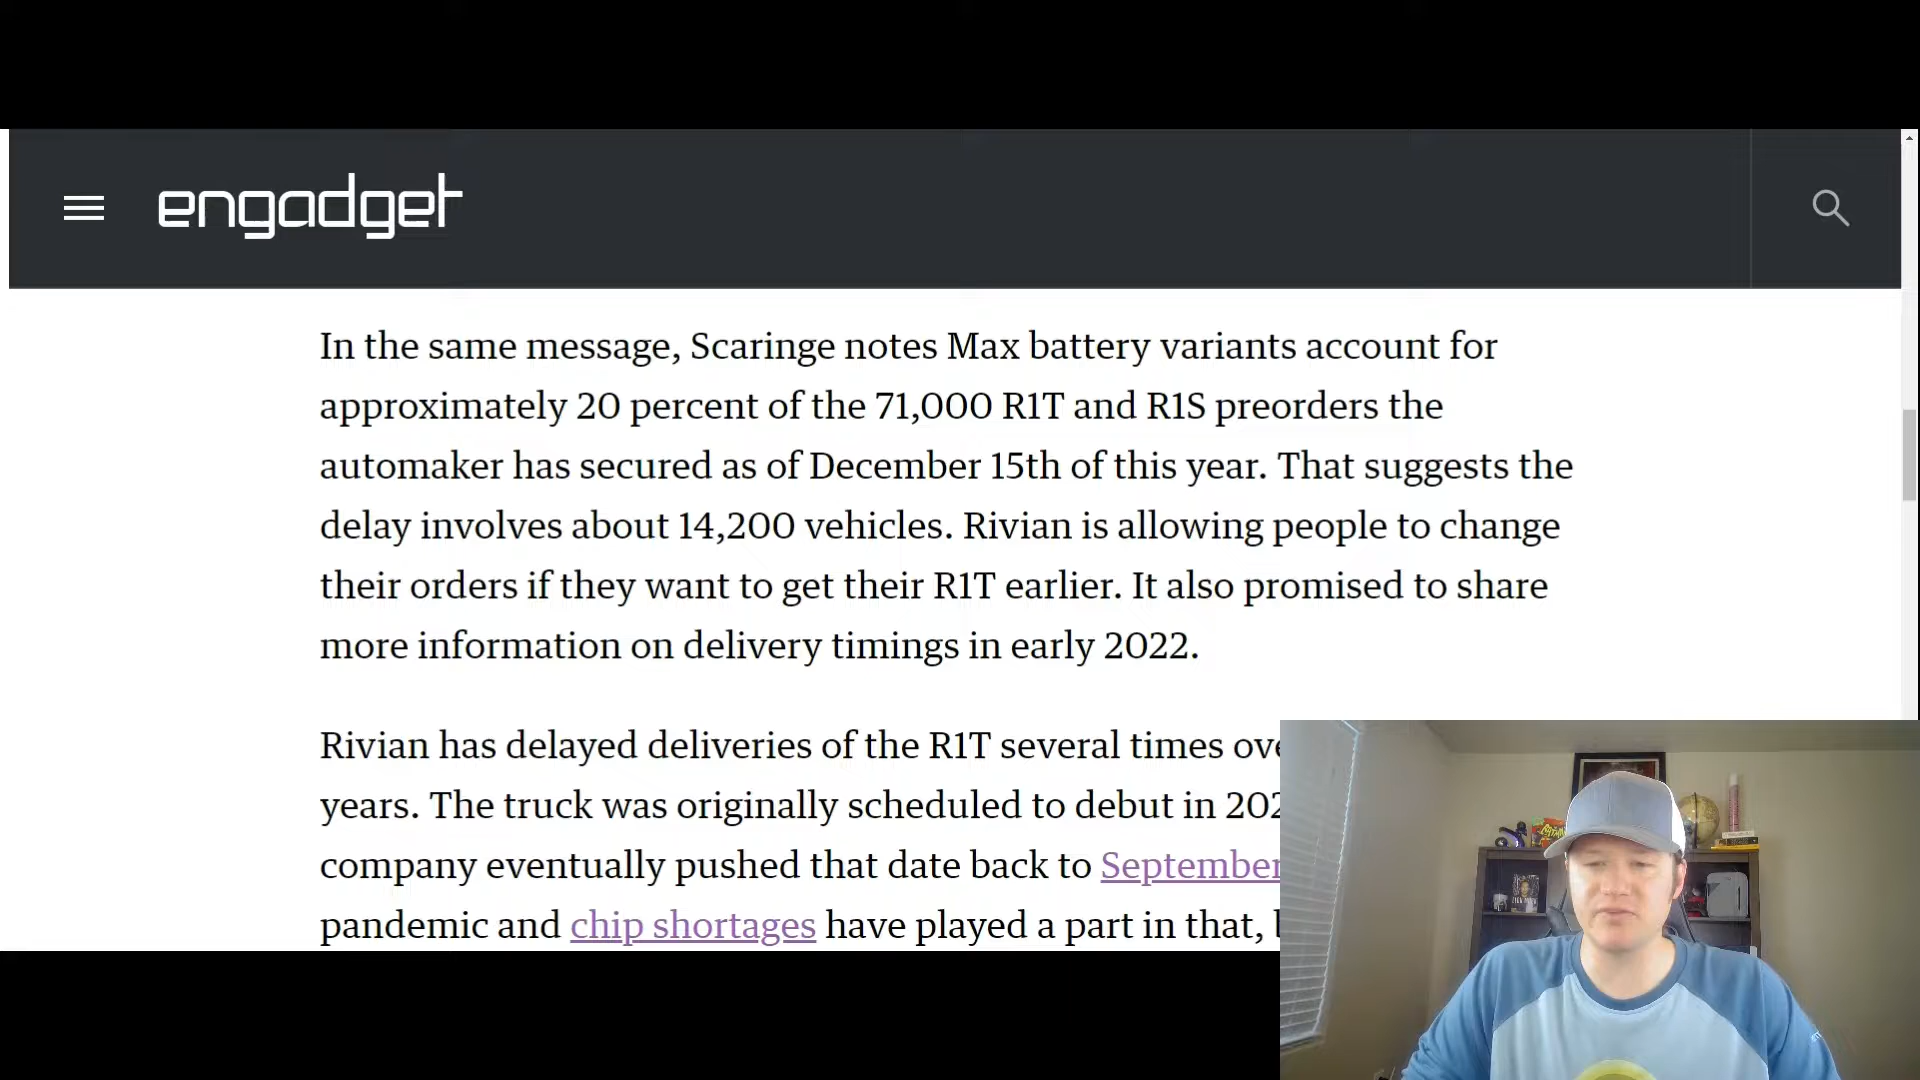 engadget
In the same message, Scaringe notes Max battery variants account for
approximately 20 percent of the 71,000 R1T and R1S preorders the
automaker has secured as of December 15th of this year. That suggests the
delay involves about 14,200 vehicles. Rivian is allowing people to change
their orders if they want to get their R1T earlier. It also promised to share
more information on delivery timings in early 2022.
Rivian has delayed deliveries of the R1T several times
years. The truck was originally scheduled to debut in
company eventually pushed that date back to September
pandemic and chip shortages have played a part in that,